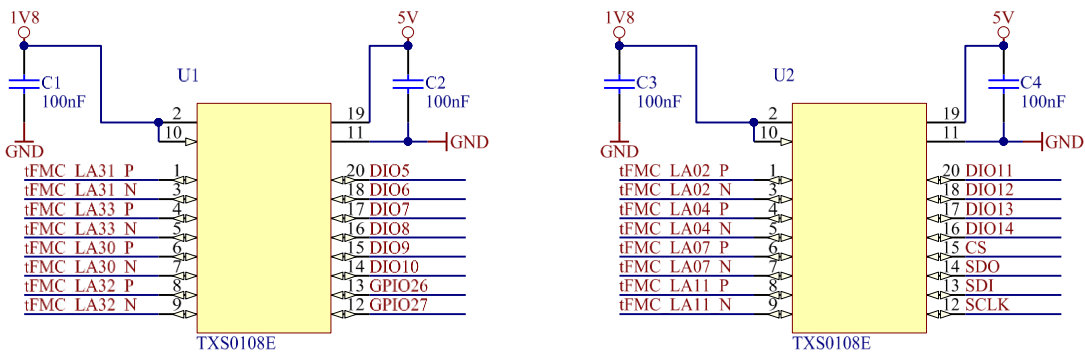 1V8
5V
C1
100nF
U1
C2
100nF
2
19
10
11
GND
GND
tFMC_LA31_P 1 20 DIO5
tFMC_LA31_N 3 18 DIO6
tFMC_LA33_P 4 17 DIO7
tFMC_LA33_N 5 16 DIO8
tFMC_LA30_P 6 15 DIO9
tFMC_LA30_N 7 14 DIO10
tFMC_LA32_P 8 13 GPIO26
tFMC_LA32_N 9 12 GPIO27
TXS0108E
1V8
5V
C3
100nF
U2
C4
100nF
2
19
10
11
GND
GND
tFMC_LA02_P 1 20 DIO11
tFMC_LA02_N 3 18 DIO12
tFMC_LA04_P 4 17 DIO13
tFMC_LA04_N 5 16 DIO14
tFMC_LA07_P 6 15 CS
tFMC_LA07_N 7 14 SDO
tFMC_LA11_P 8 13 SDI
tFMC_LA11_N 9 12 SCLK
TXS0108E